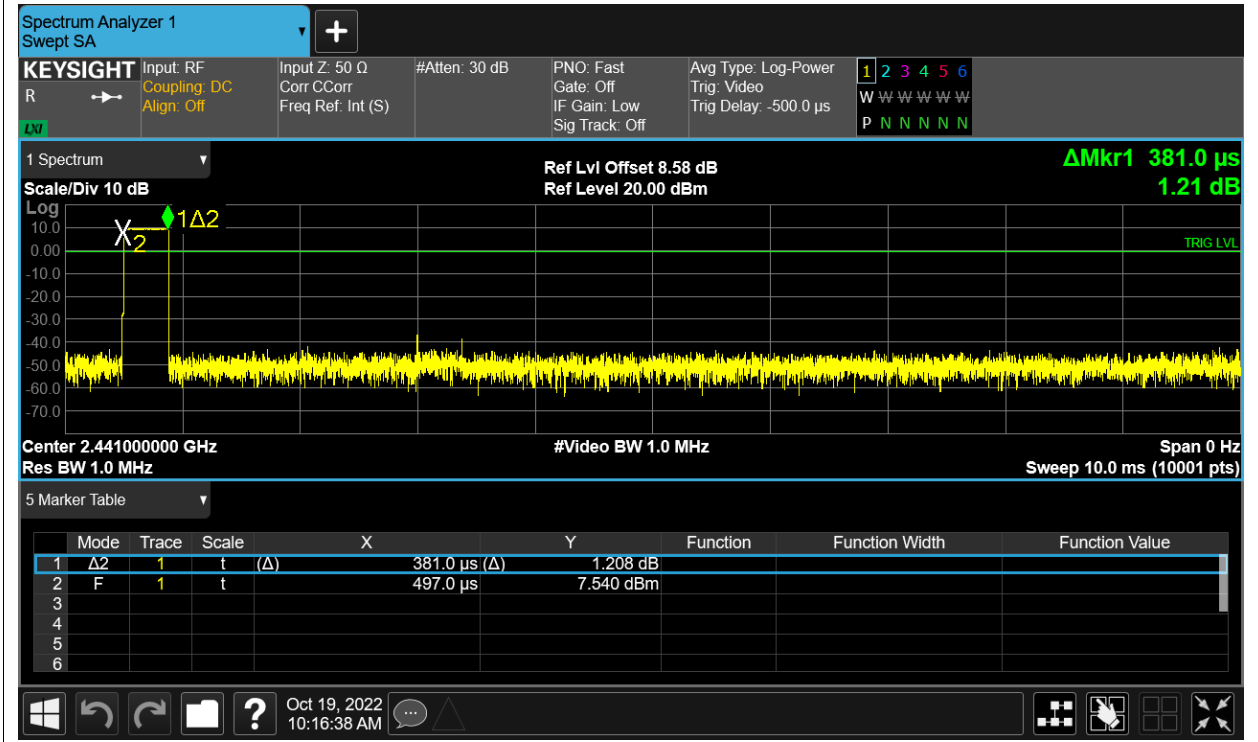 Spectrum Analyzer 1
Swept SA
+
KEYSIGHT Input: RF Input Z: 50 Ω #Atten: 30 dB PNO: Fast Avg Type: Log-Power 1 2 3 4 5 6
R Coupling: DC Corr CCorr Gate: Off Trig: Video W W W W W W
Align: Off Freq Ref: Int (S) IF Gain: Low Trig Delay: -500.0 µs
LXI Sig Track: Off P N N N N N
1 Spectrum Ref Lvl Offset 8.58 dB ΔMkr1 381.0 µs
Scale/Div 10 dB Ref Level 20.00 dBm 1.21 dB
Log
1Δ2
10.0
X2
0.00 TRIG LVL
-10.0
-20.0
-30.0
-40.0
-50.0
-60.0
-70.0
Center 2.441000000 GHz #Video BW 1.0 MHz Span 0 Hz
Res BW 1.0 MHz Sweep 10.0 ms (10001 pts)
5 Marker Table
Mode Trace Scale X Y Function Function Width Function Value
1 Δ2 1 t (Δ) 381.0 µs (Δ) 1.208 dB
2 F 1 t 497.0 µs 7.540 dBm
3
4
5
6
? Oct 19, 2022
10:16:38 AM